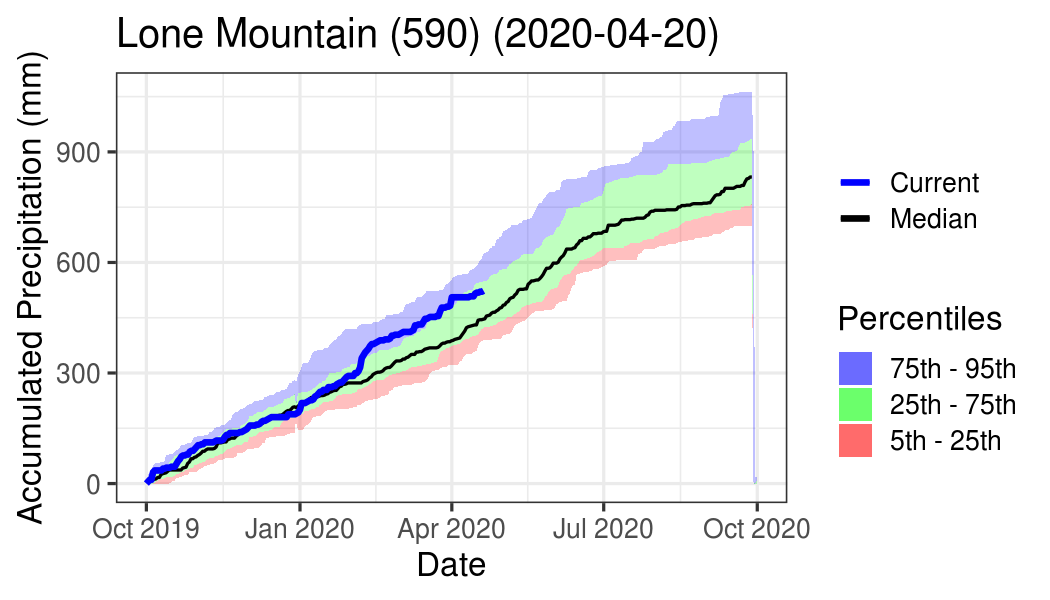 Lone Mountain (590) (2020-04-20)
Accumulated Precipitation (mm)
900
600
300
0
Oct 2019
Jan 2020
Apr 2020
Jul 2020
Oct 2020
Date
Current
Median
Percentiles
75th - 95th
25th - 75th
5th - 25th